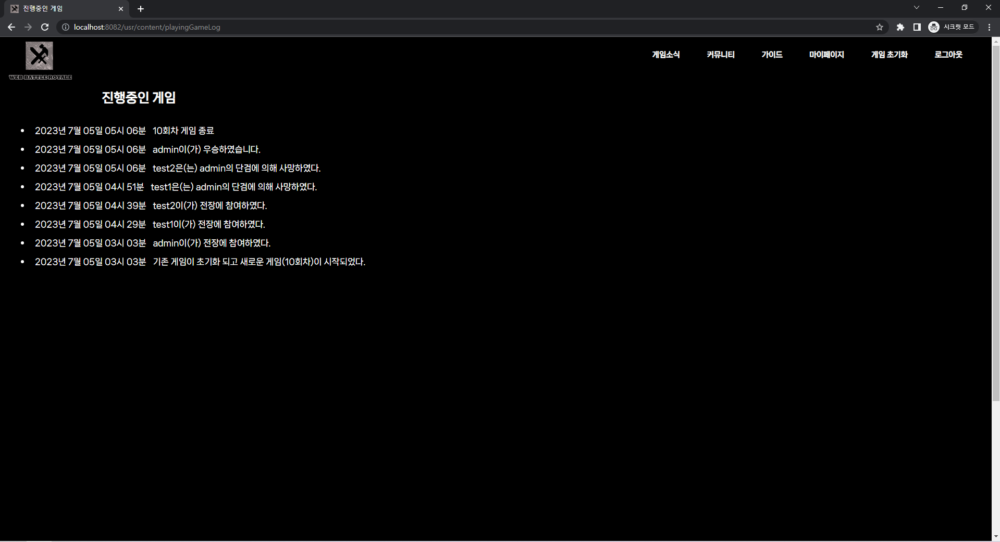 진행중인 게임
localhost:8082/usr/content/playingGameLog
시크릿 모드
WEB BATTLE ROYALE
게임소식 커뮤니티 가이드 마이페이지 게임 초기화 로그아웃
진행중인 게임
2023년 7월 05일 05시 06분 10회차 게임 종료
2023년 7월 05일 05시 06분 admin이(가) 우승하였습니다.
2023년 7월 05일 05시 06분 test2은(는) admin의 단검에 의해 사망하였다.
2023년 7월 05일 04시 51분 test1은(는) admin의 단검에 의해 사망하였다.
2023년 7월 05일 04시 39분 test2이(가) 전장에 참여하였다.
2023년 7월 05일 04시 29분 test1이(가) 전장에 참여하였다.
2023년 7월 05일 03시 03분 admin이(가) 전장에 참여하였다.
2023년 7월 05일 03시 03분 기존 게임이 초기화 되고 새로운 게임(10회차)이 시작되었다.